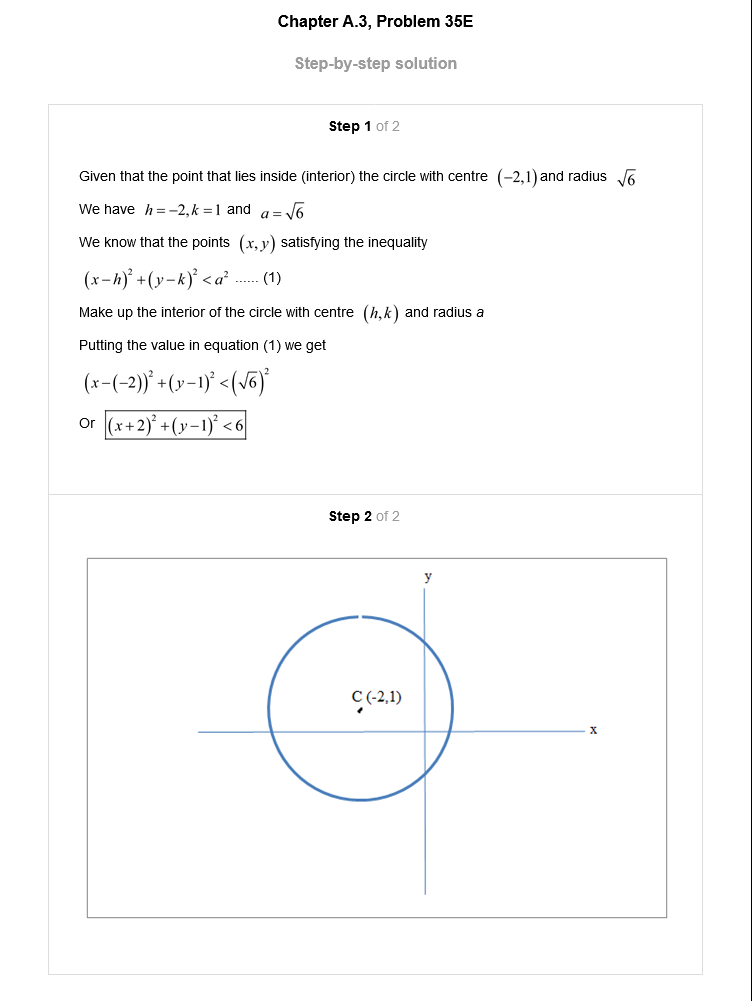 Chapter A.3, Problem 35E
Step-by-step solution
Step 1 of 2
Given that the point that lies inside (interior) the circle with centre (−2,1) and radius √6
We have h = −2, k = 1 and a = √6
We know that the points (x, y) satisfying the inequality
(x − h)² + (y − k)² < a² ...... (1)
Make up the interior of the circle with centre (h, k) and radius a
Putting the value in equation (1) we get
(x − (−2))² + (y − 1)² < (√6)²
Or (x + 2)² + (y − 1)² < 6
Step 2 of 2
y
C (-2,1)
x